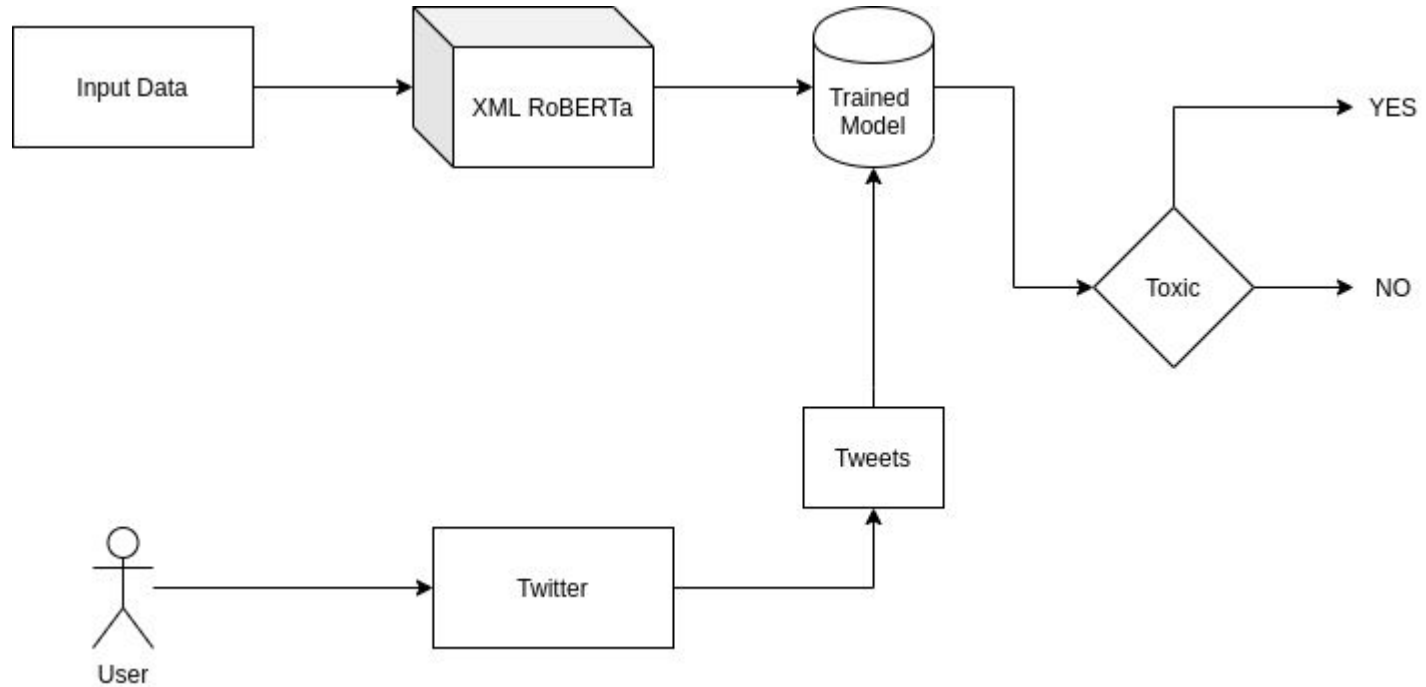 Input Data
XML RoBERTa
Trained
Model
YES
Toxic
NO
Tweets
Twitter
User